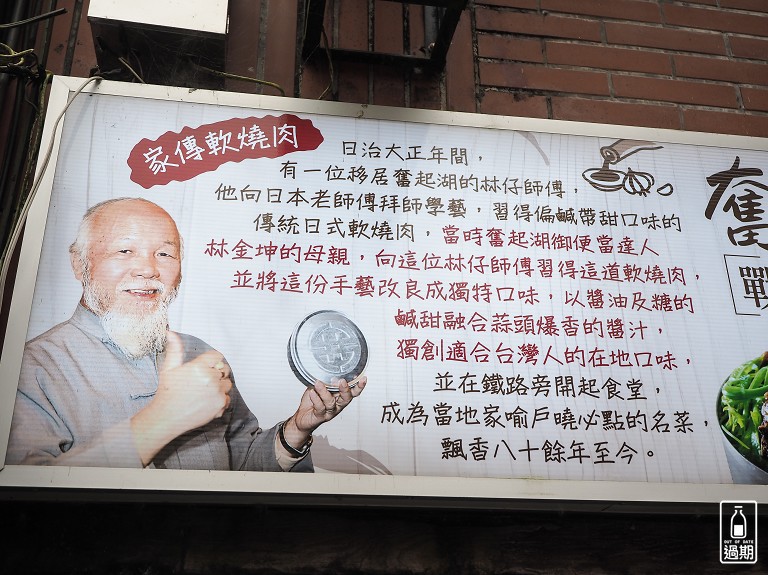 家傳軟燒肉
日治大正年間，
有一位移居奮起湖的林仔師傅，
他向日本老師傅拜師學藝，習得偏鹹帶甜口味的
傳統日式軟燒肉，當時奮起湖御便當達人
林金坤的母親，向這位林仔師傅習得這道軟燒肉，
並將這份手藝改良成獨特口味，以醬油及糖的
鹹甜融合蒜頭爆香的醬汁，
獨創適合台灣人的在地口味，
並在鐵路旁開起食堂，
成為當地家喻戶曉必點的名菜，
飄香八十餘年至今。
奮
戰
OUT OF DATE
過期